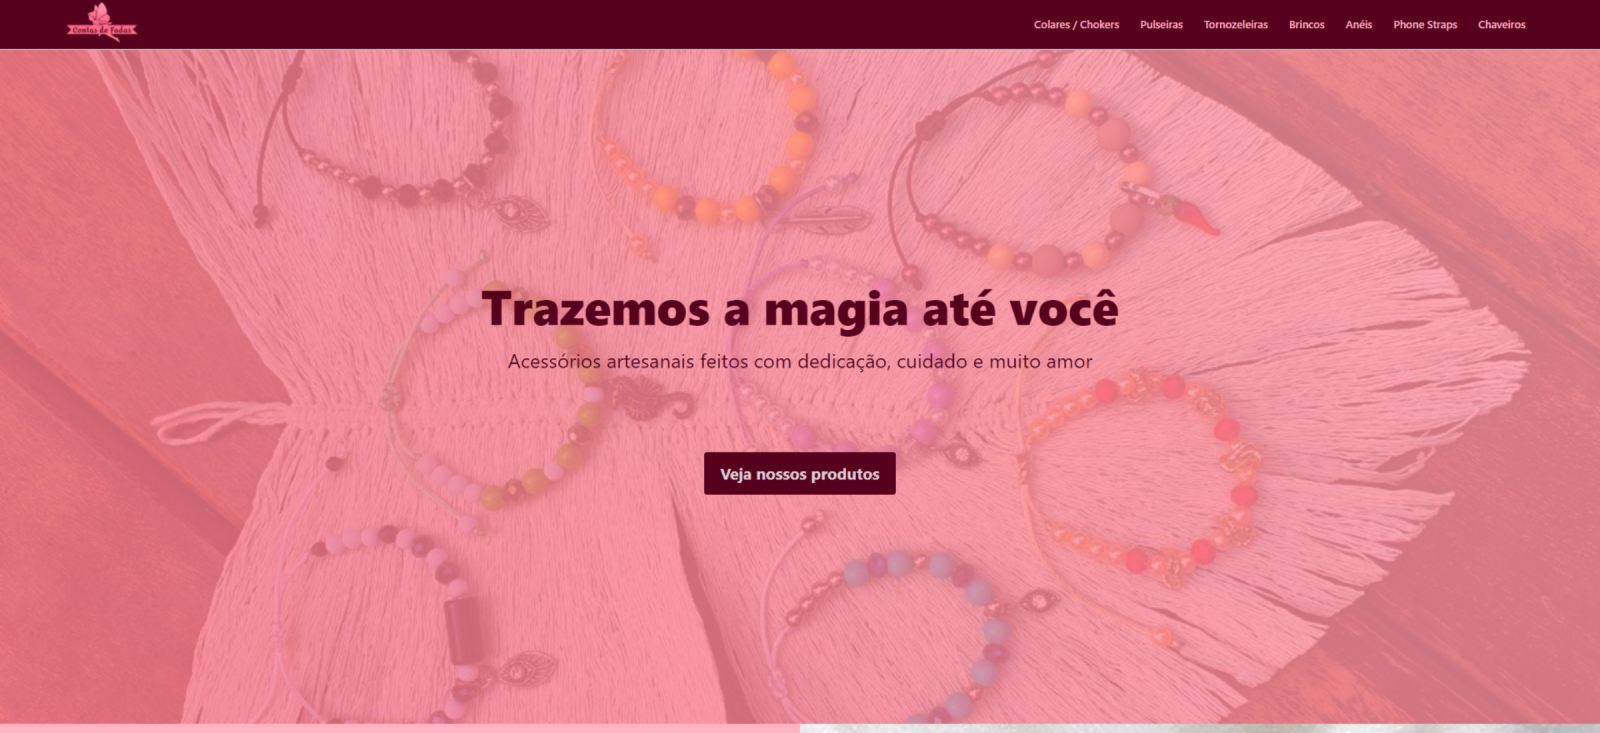 Contas de Fadas
Colares / Chokers
Pulseiras
Tornozeleiras
Brincos
Anéis
Phone Straps
Chaveiros
Trazemos a magia até você
Acessórios artesanais feitos com dedicação, cuidado e muito amor
Veja nossos produtos